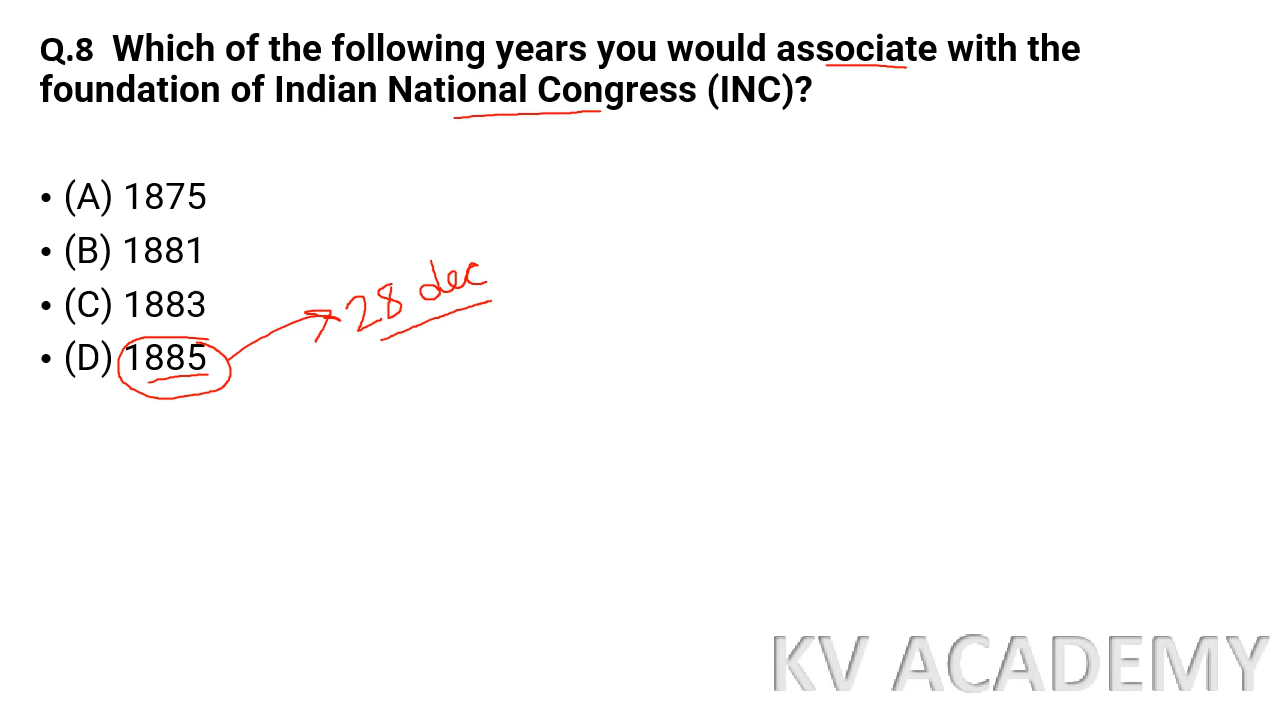 Q.8 Which of the following years you would associate with the
foundation of Indian National Congress (INC)?
• (A) 1875
• (B) 1881
• (C) 1883
• (D) 1885
28 dec
KV ACADEMY